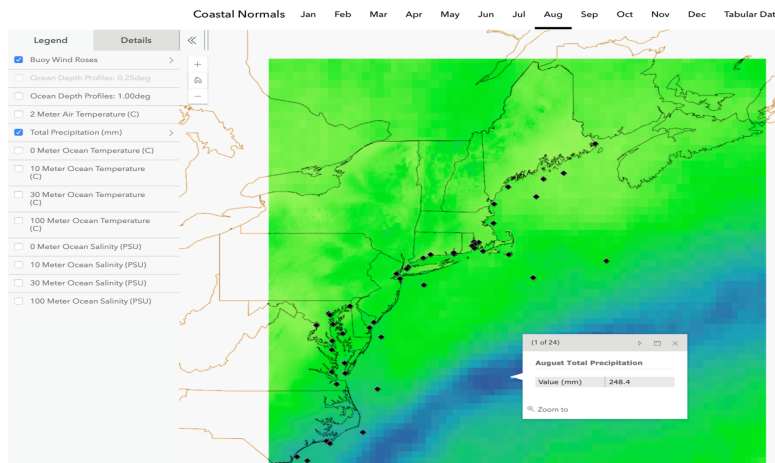 Coastal Normals Jan Feb Mar Apr May Jun Jul Aug Sep Oct Nov Dec Tabular Dat
Legend Details
Buoy Wind Roses
Ocean Depth Profiles: 0.25deg
Ocean Depth Profiles: 1.00deg
2 Meter Air Temperature (C)
Total Precipitation (mm)
0 Meter Ocean Temperature (C)
10 Meter Ocean Temperature
(C)
30 Meter Ocean Temperature
(C)
100 Meter Ocean Temperature
(C)
0 Meter Ocean Salinity (PSU)
10 Meter Ocean Salinity (PSU)
30 Meter Ocean Salinity (PSU)
100 Meter Ocean Salinity (PSU)
(1 of 24)
August Total Precipitation
Value (mm) 248.4
Zoom to